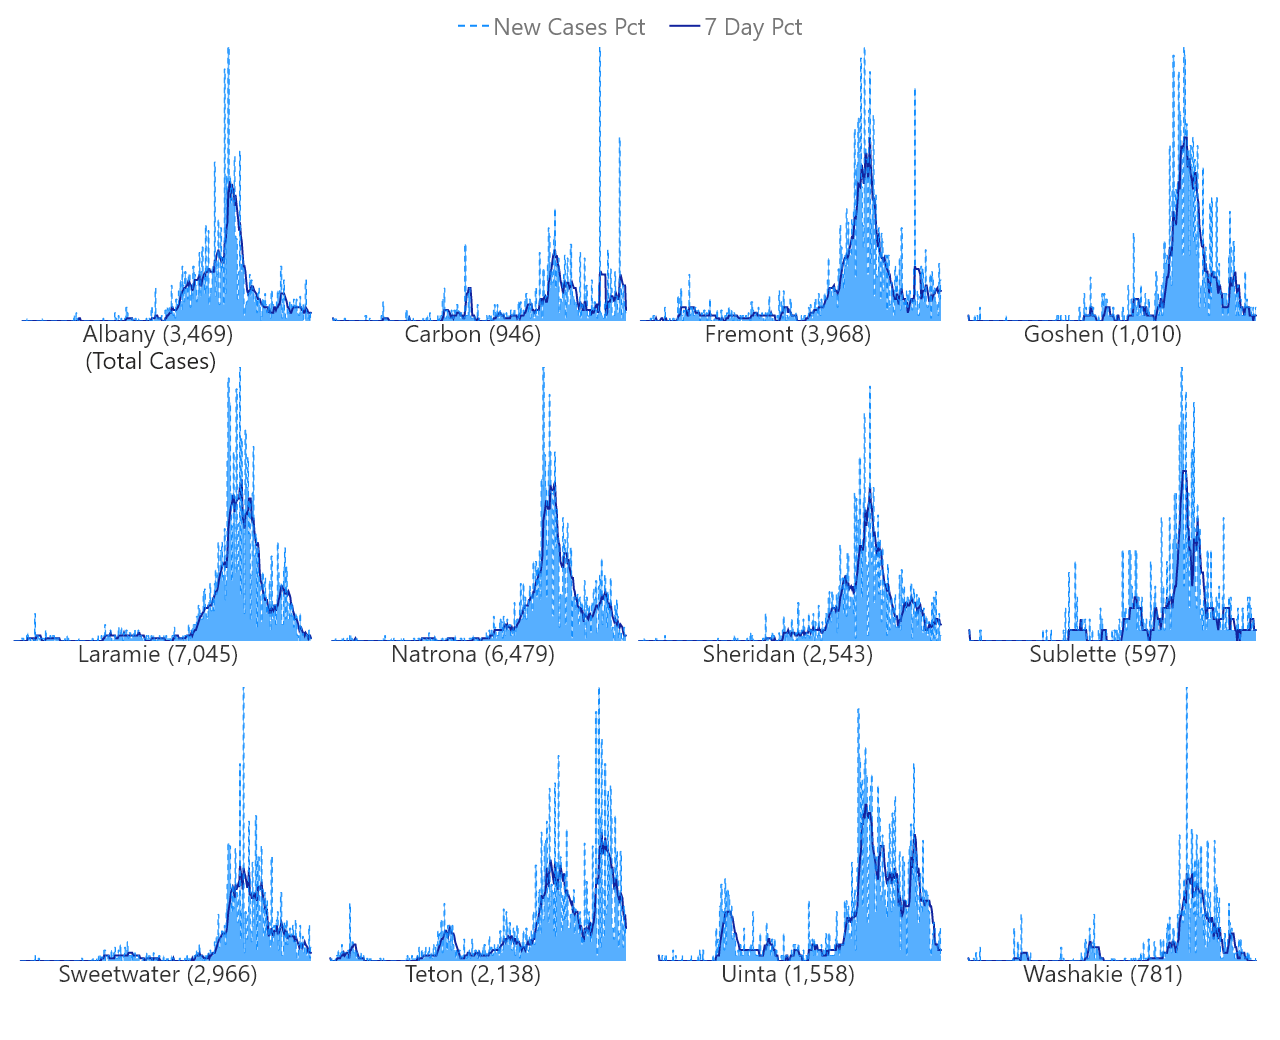 New Cases Pct 7 Day Pct
Albany (3,469) Carbon (946) Fremont (3,968) Goshen (1,010)
(Total Cases)
Laramie (7,045) Natrona (6,479) Sheridan (2,543) Sublette (597)
Sweetwater (2,966) Teton (2,138) Uinta (1,558) Washakie (781)